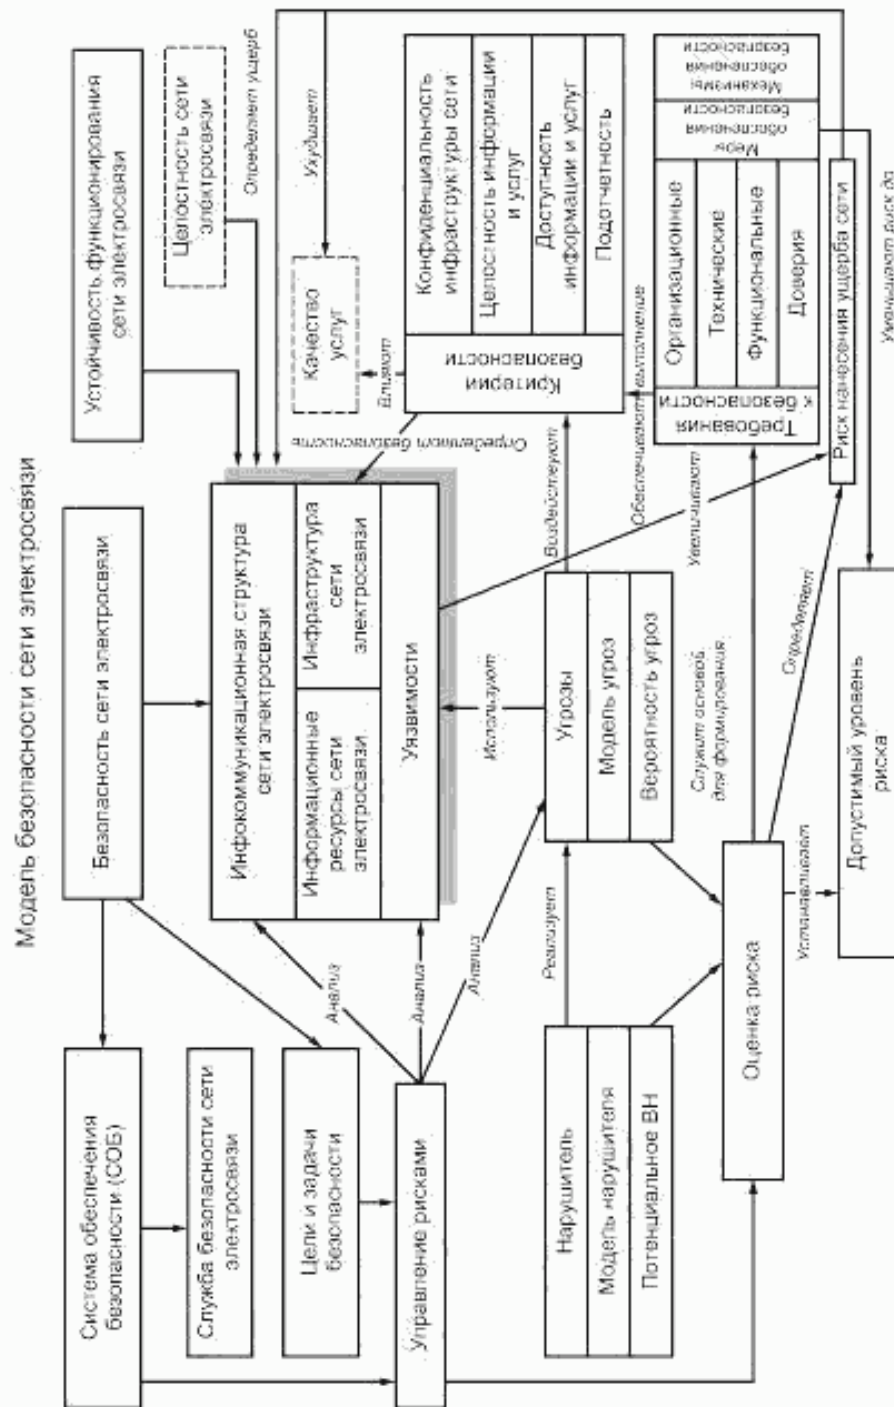 Модель безопасности сети электросвязи
Система обеспечения
безопасности (СОБ)
Служба безопасности сети
электросвязи
Цели и задачи
безопасности
Управление рисками
Безопасность сети электросвязи
Устойчивость функционирования
сети электросвязи
Целостность сети
электросвязи
Определяет ущерб
Ухудшает
Инфокоммуникационная структура
сети электросвязи
Информационные
ресурсы сети
электросвязи
Инфраструктура
сети
электросвязи
Уязвимости
Анализ
Анализ
Анализ
Качество
услуг
Влияют
Определяют безопасность
Критерии
безопасности
Конфиденциальность
инфраструктуры сети
Целостность информации
и услуг
Доступность
информации и услуг
Подотчетность
Используют
Воздействуют
Обеспечивают выполнение
Увеличивают
Нарушитель
Модель нарушителя
Потенциальное ВН
Реализует
Угрозы
Модель угроз
Вероятность угроз
Служит основой
для формирования
Требования
к безопасности
Организационные
Технические
Функциональные
Доверия
Меры
обеспечения
безопасности
Механизмы
обеспечения
безопасности
Оценка риска
Определяет
Устанавливает
Риск нанесения ущерба сети
Допустимый уровень
риска
Уменьшают риск до